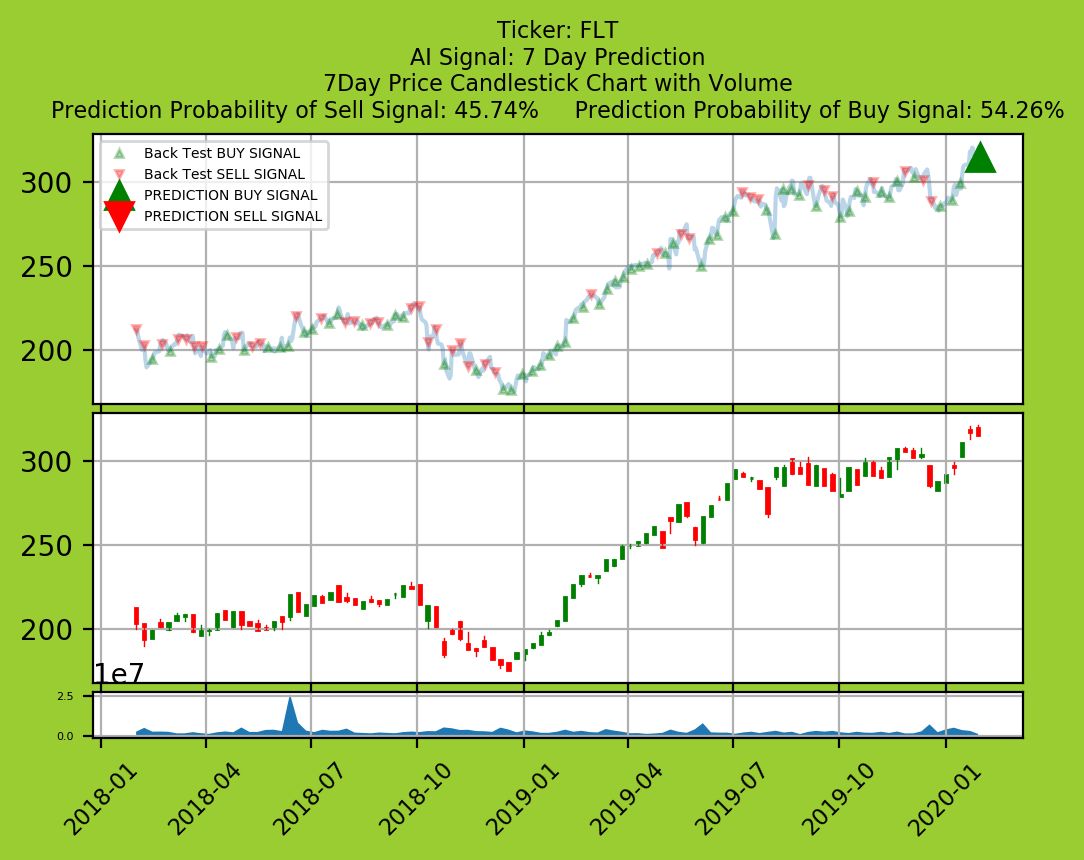 Ticker: FLT
AI Signal: 7 Day Prediction
7Day Price Candlestick Chart with Volume
Prediction Probability of Sell Signal: 45.74%     Prediction Probability of Buy Signal: 54.26%
Back Test BUY SIGNAL
Back Test SELL SIGNAL
PREDICTION BUY SIGNAL
PREDICTION SELL SIGNAL
300
250
200
300
250
200
1e7
2.5
0.0
2018-01
2018-04
2018-07
2018-10
2019-01
2019-04
2019-07
2019-10
2020-01